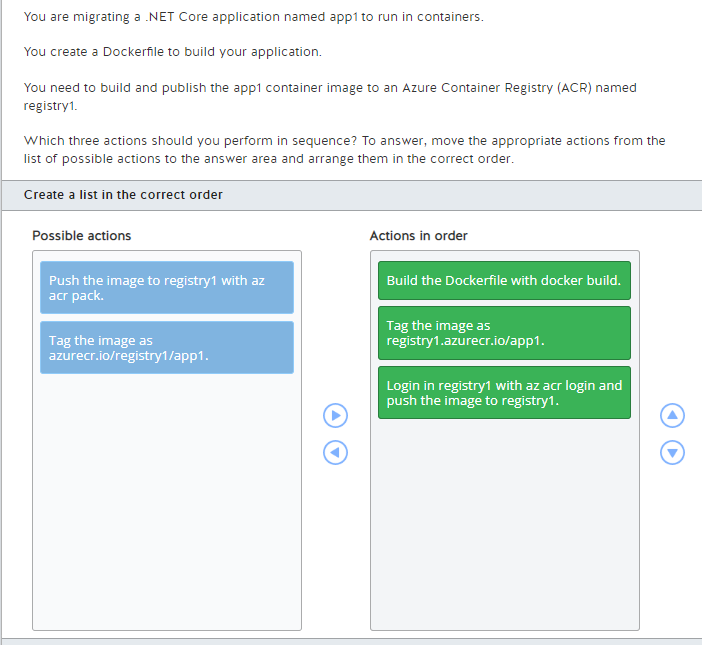 You are migrating a .NET Core application named app1 to run in containers.
You create a Dockerfile to build your application.
You need to build and publish the app1 container image to an Azure Container Registry (ACR) named
registry1.
Which three actions should you perform in sequence? To answer, move the appropriate actions from the
list of possible actions to the answer area and arrange them in the correct order.
Create a list in the correct order
Possible actions
Push the image to registry1 with az
acr pack.
Tag the image as
azurecr.io/registry1/app1.
Actions in order
Build the Dockerfile with docker build.
Tag the image as
registry1.azurecr.io/app1.
Login in registry1 with az acr login and
push the image to registry1.